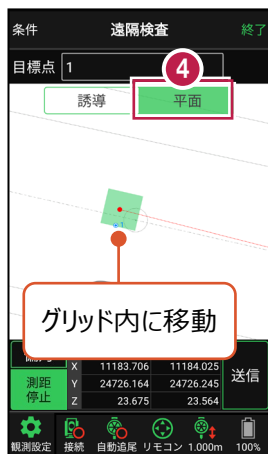 条件 遠隔検査 終了
目標点 1
4
誘導 平面
1
グリッド内に移動
X 11183.706 11184.025
測距停止 Y 24726.164 24726.245 送信
Z 23.675 23.564
観測設定 接続 自動追尾 リモコン 1.000m 100%